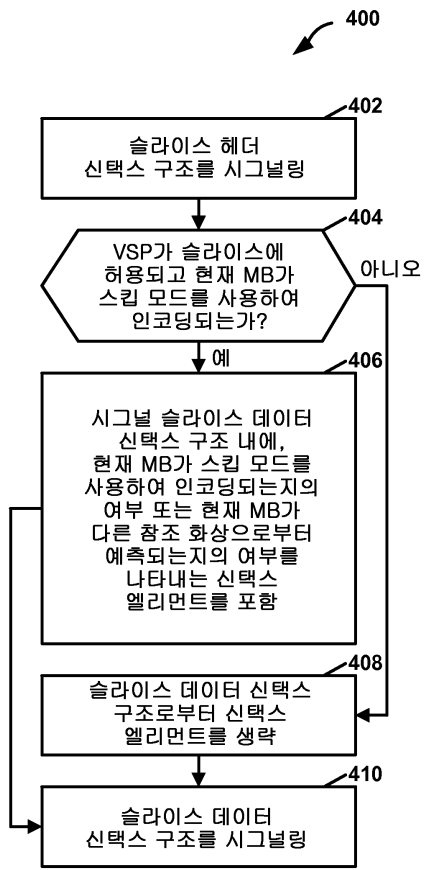 400
402
슬라이스 헤더
신택스 구조를 시그널링
404
VSP가 슬라이스에
허용되고 현재 MB가
스킵 모드를 사용하여
인코딩되는가?
아니오
예
406
시그널 슬라이스 데이터
신택스 구조 내에,
현재 MB가 스킵 모드를
사용하여 인코딩되는지의
여부 또는 현재 MB가
다른 참조 화상으로부터
예측되는지의 여부를
나타내는 신택스
엘리먼트를 포함
408
슬라이스 데이터 신택스
구조로부터 신택스
엘리먼트를 생략
410
슬라이스 데이터
신택스 구조를 시그널링